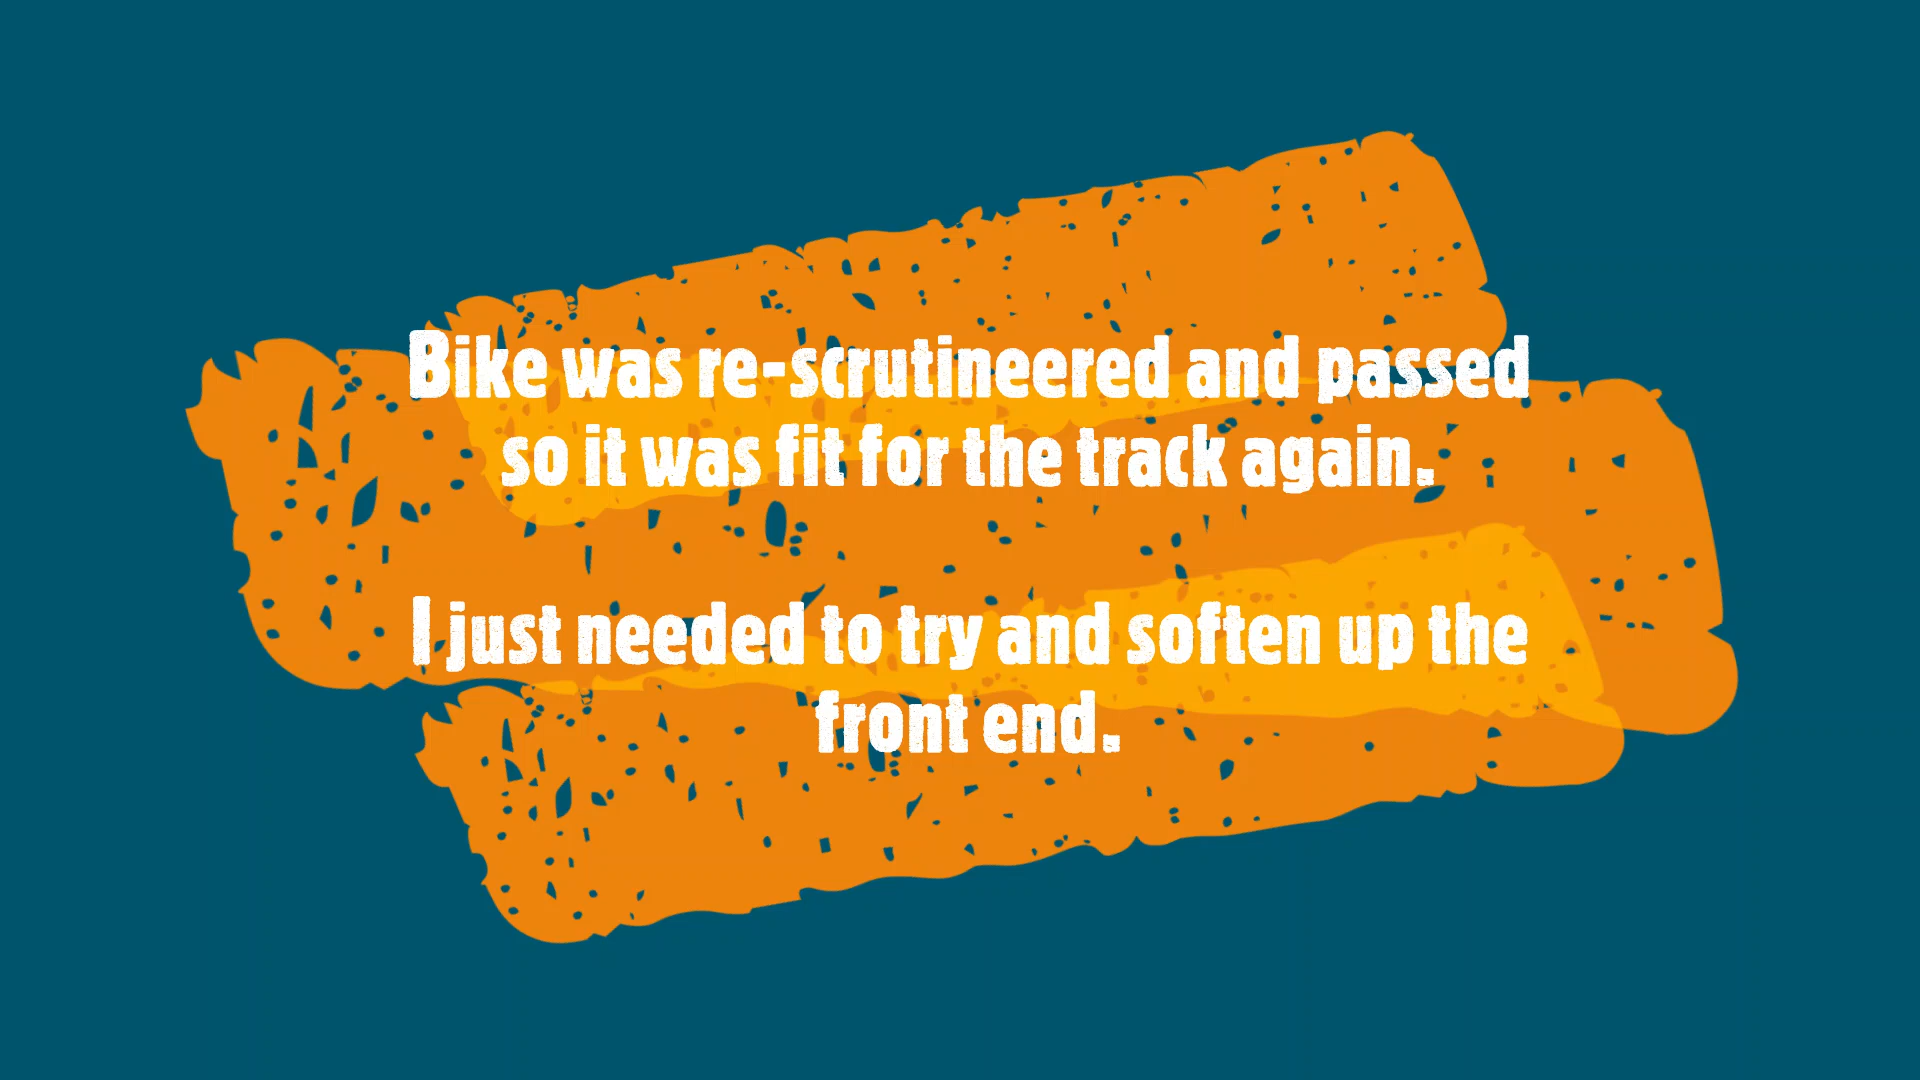 Bike was re-scrutineered and passed
so it was fit for the track again.
I just needed to try and soften up the
front end.